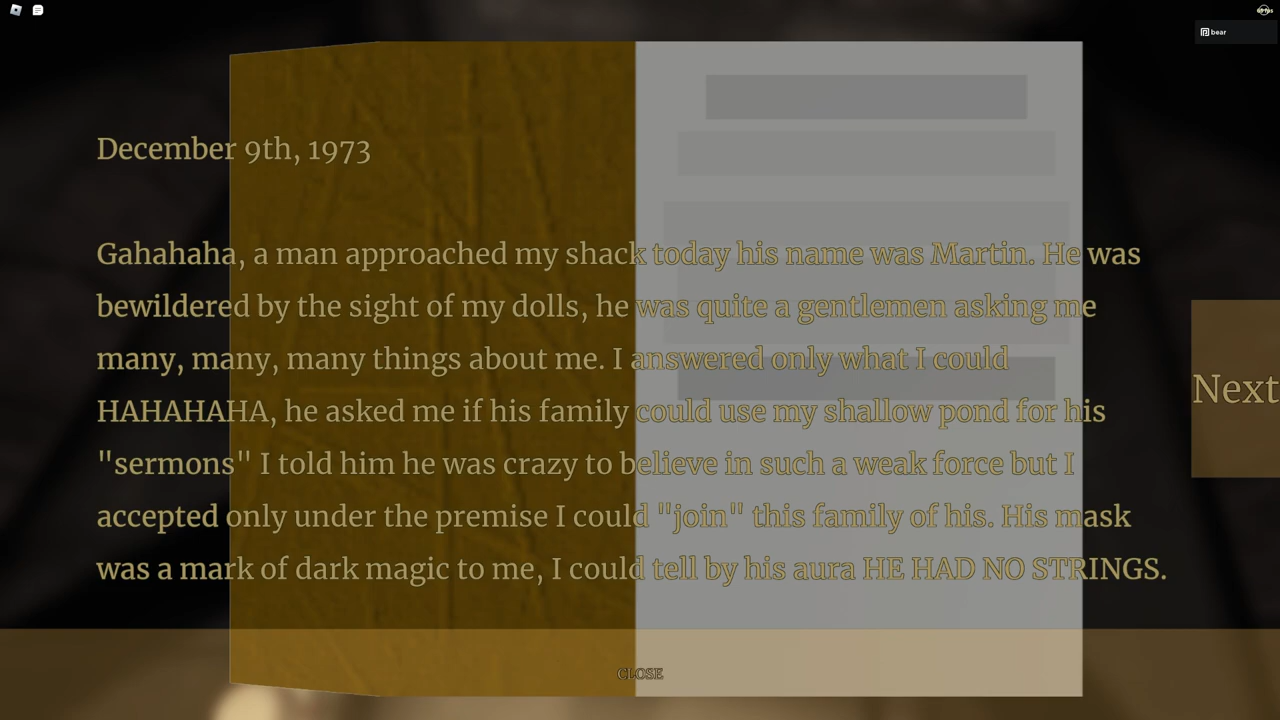 bear
December 9th, 1973
Gahahaha, a man approached my shack today his name was Martin. He was
bewildered by the sight of my dolls, he was quite a gentlemen asking me
many, many, many things about me. I answered only what I could
HAHAHAHA, he asked me if his family could use my shallow pond for his
"sermons" I told him he was crazy to believe in such a weak force but I
accepted only under the premise I could "join" this family of his. His mask
was a mark of dark magic to me, I could tell by his aura HE HAD NO STRINGS.
Next
CLOSE